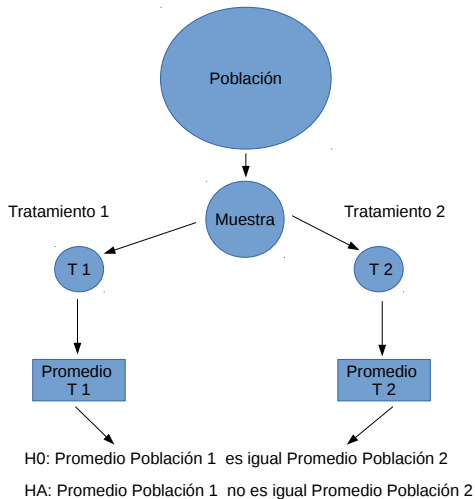 Población
Muestra
Tratamiento 1
Tratamiento 2
T 1
T 2
Promedio
T 1
Promedio
T 2
H0: Promedio Población 1 es igual Promedio Población 2
HA: Promedio Población 1 no es igual Promedio Población 2